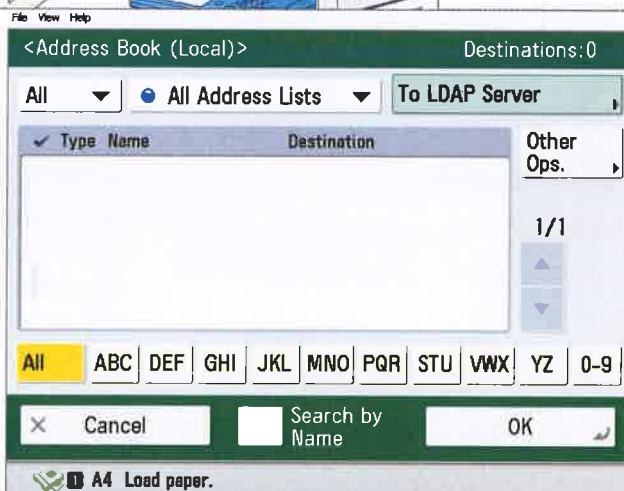 File View Help
<Address Book (Local)> Destinations:0
All All Address Lists To LDAP Server
Type Name Destination
Other
Ops.
1/1
All ABC DEF GHI JKL MNO PQR STU VWX YZ 0-9
Cancel Search by
Name OK
1 A4 Load paper.